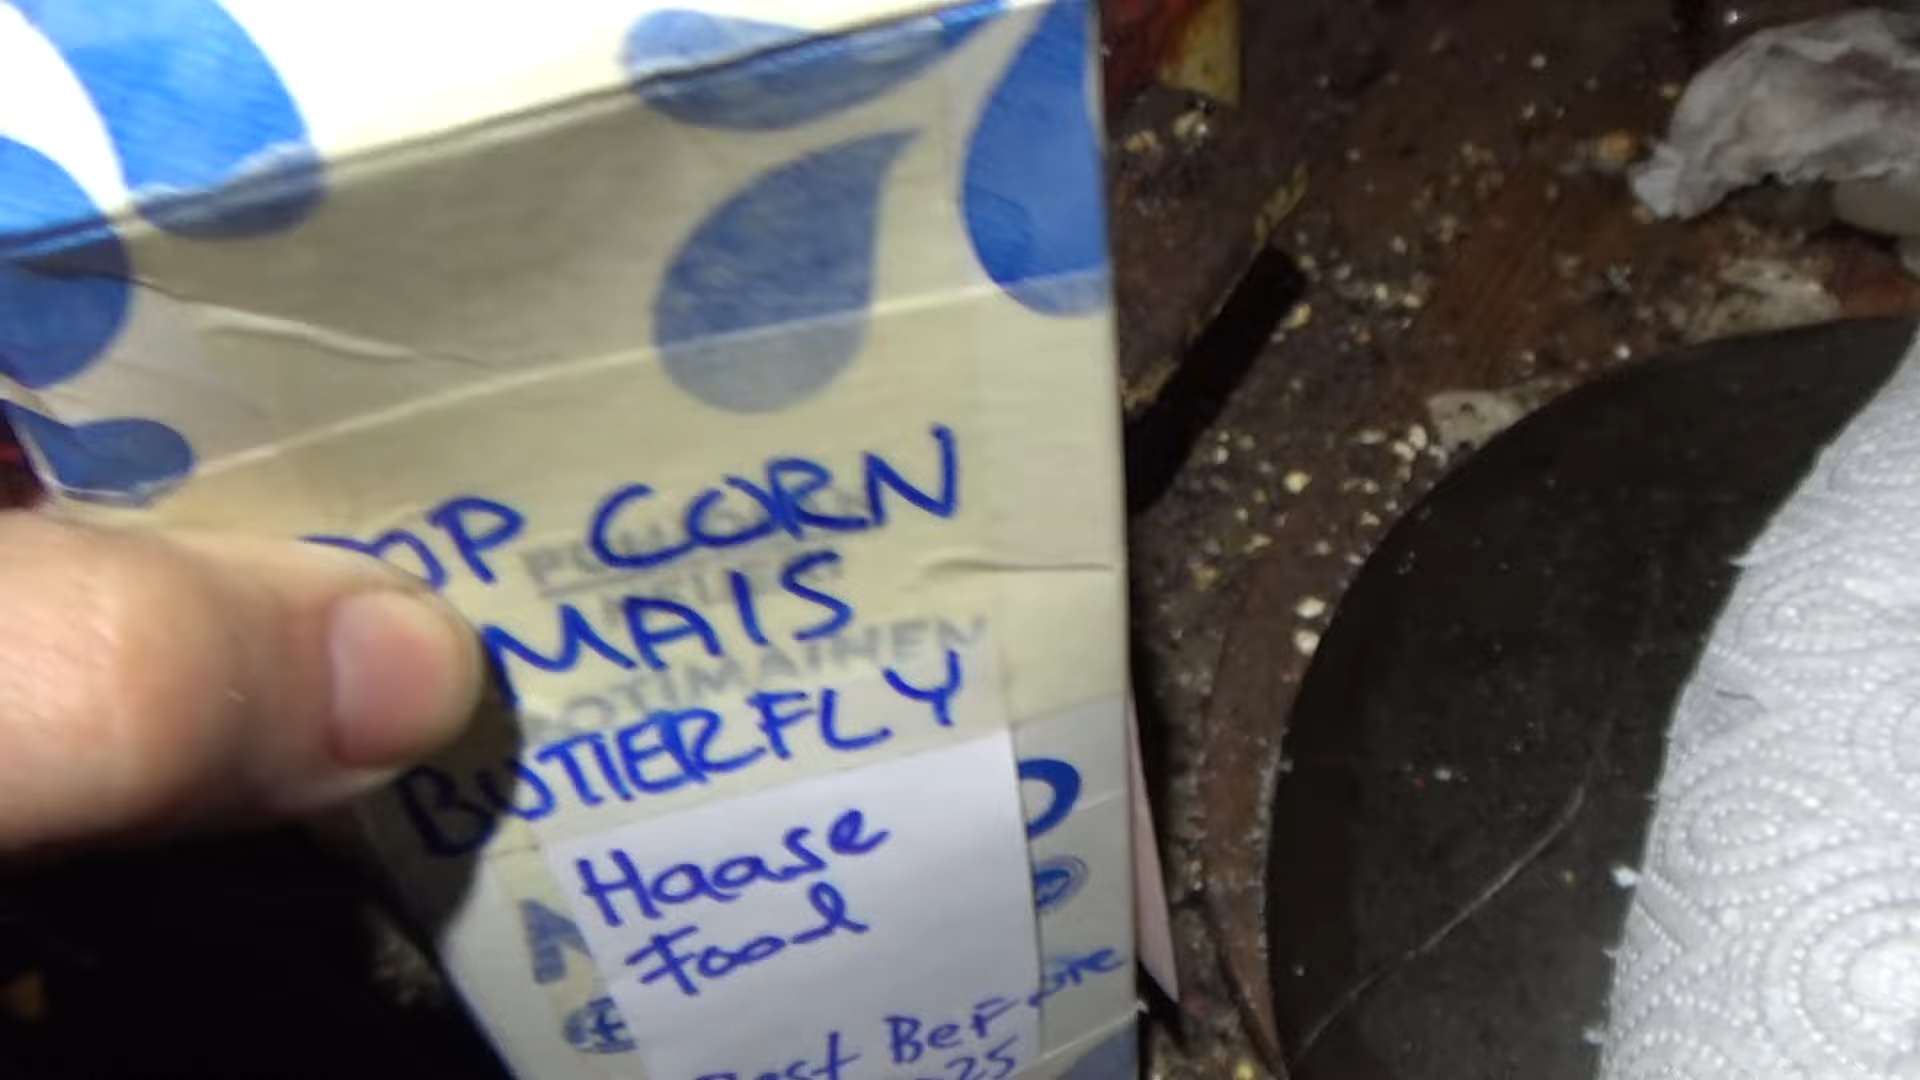 POP CORN
MAIS
BUTTERFLY
Haase
Food
Best Before